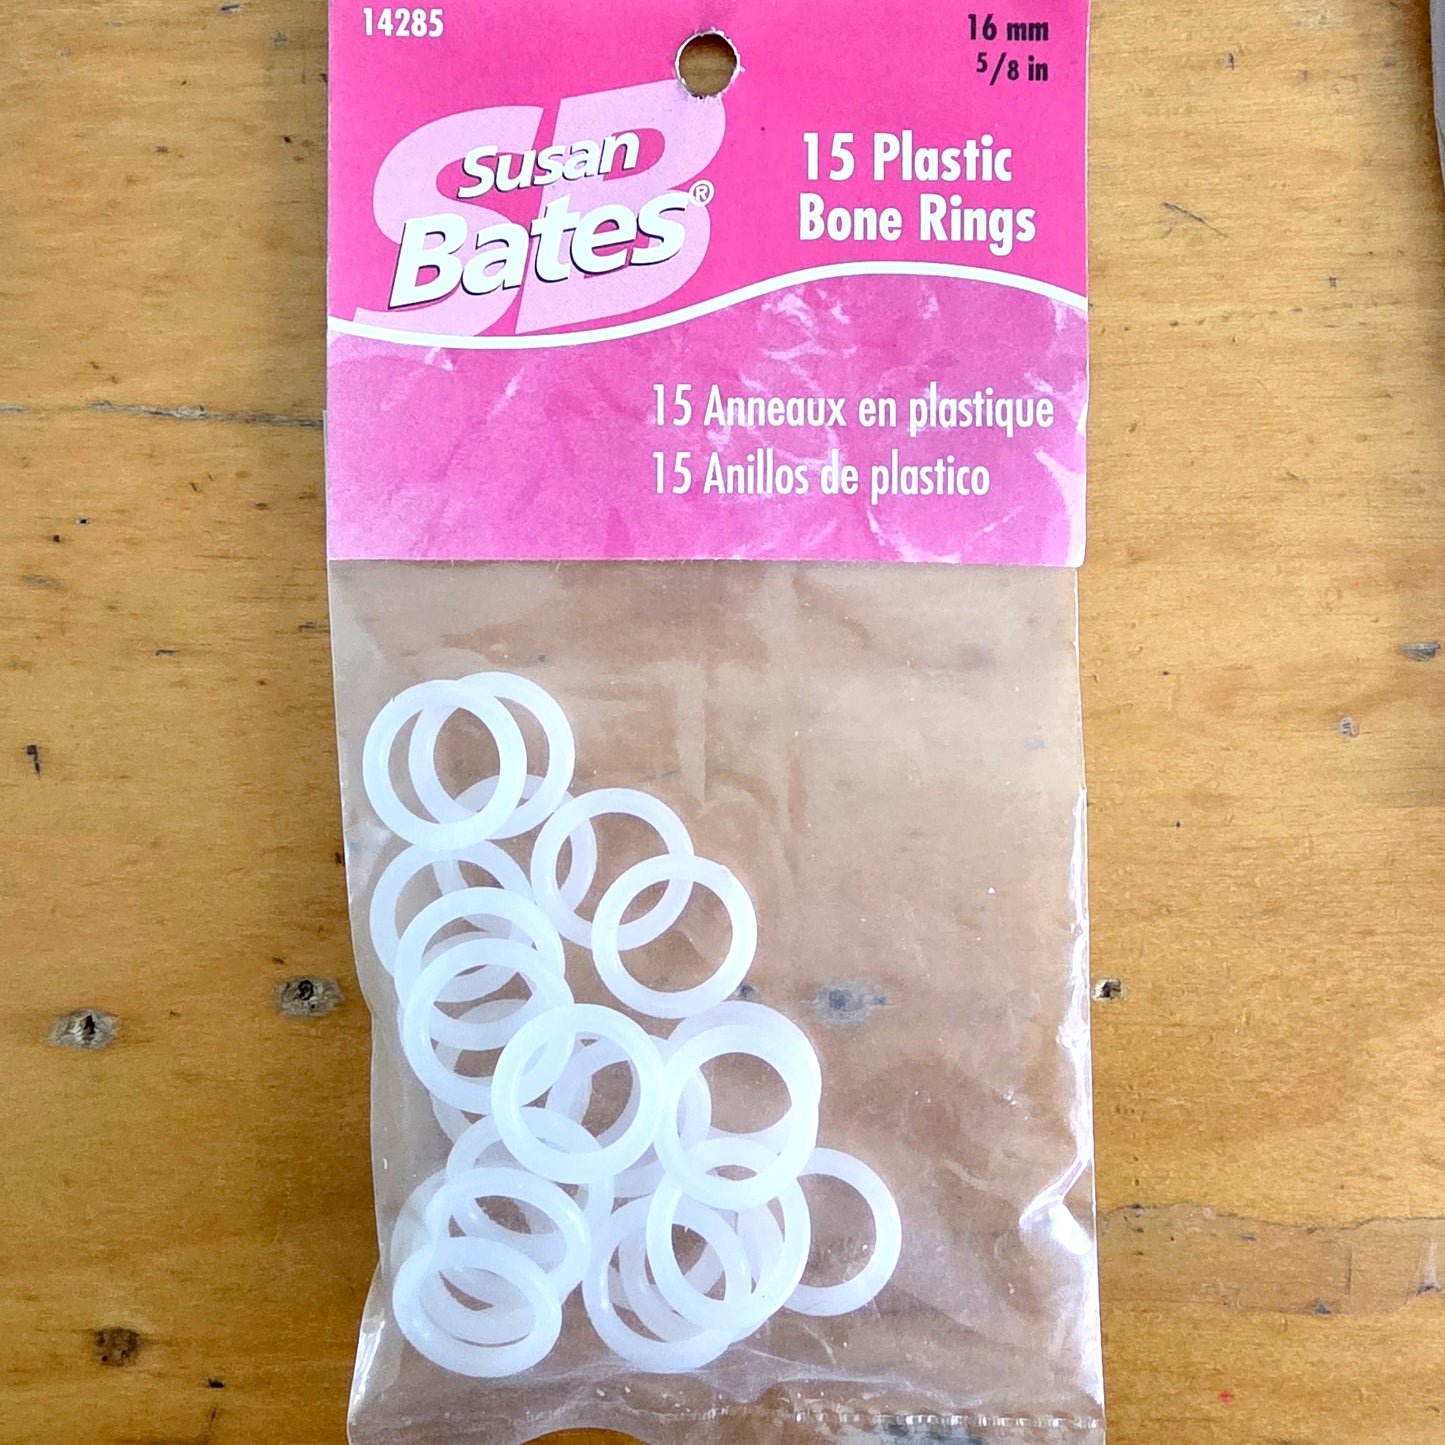 14285
16 mm
5/8 in
SB
Susan
Bates®
15 Plastic
Bone Rings
15 Anneaux en plastique
15 Anillos de plastico